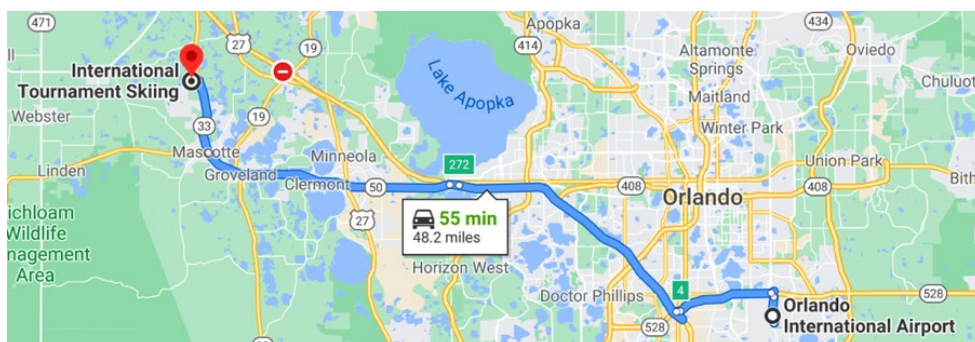 471
27
19
Apopka
414
434
Oviedo
International
Tournament Skiing
Lake Apopka
Altamonte
Springs
Chuluot
Maitland
Webster
19
33
Winter Park
Mascotte
Minneola
272
Linden
Groveland
Clermont
50
408
Union Park
408
Bith
Orlando
27
55 min
48.2 miles
ichloam
Wildlife
nagement
Area
Horizon West
Doctor Phillips
4
528
528
Orlando
International Airport